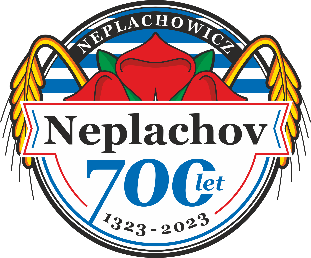 NEPLACHOWICZ
Neplachov
700 let
1323-2023